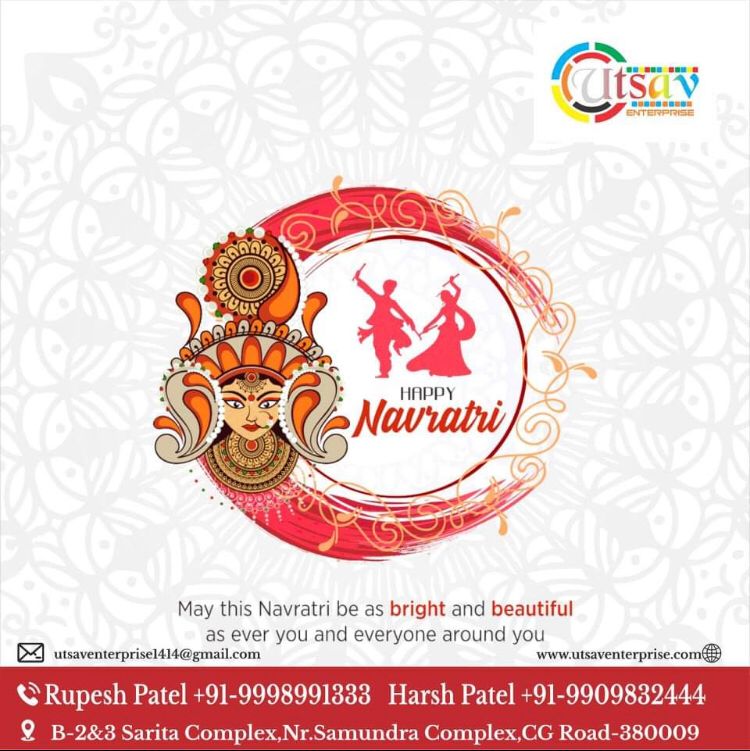 Utsav
ENTERPRISE
HAPPY
Navratri
May this Navratri be as bright and beautiful
as ever you and everyone around you
utsaventerprise1414@gmail.com
www.utsaventerprise.com
Rupesh Patel +91-9998991333 Harsh Patel +91-9909832444
B-2&3 Sarita Complex,Nr.Samundra Complex,CG Road-380009